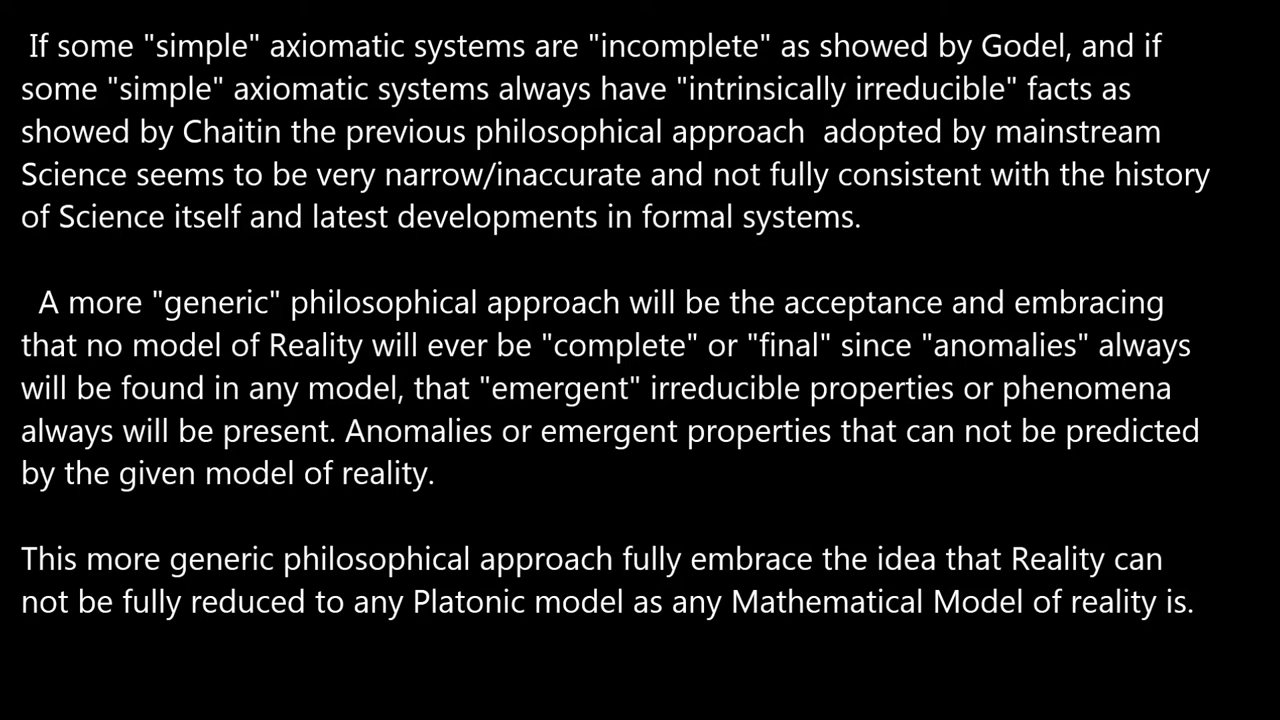 If some "simple" axiomatic systems are "incomplete" as showed by Godel, and if
some "simple" axiomatic systems always have "intrinsically irreducible" facts as
showed by Chaitin the previous philosophical approach  adopted by mainstream
Science seems to be very narrow/inaccurate and not fully consistent with the history
of Science itself and latest developments in formal systems.
A more "generic" philosophical approach will be the acceptance and embracing
that no model of Reality will ever be "complete" or "final" since "anomalies" always
will be found in any model, that "emergent" irreducible properties or phenomena
always will be present. Anomalies or emergent properties that can not be predicted
by the given model of reality.
This more generic philosophical approach fully embrace the idea that Reality can
not be fully reduced to any Platonic model as any Mathematical Model of reality is.